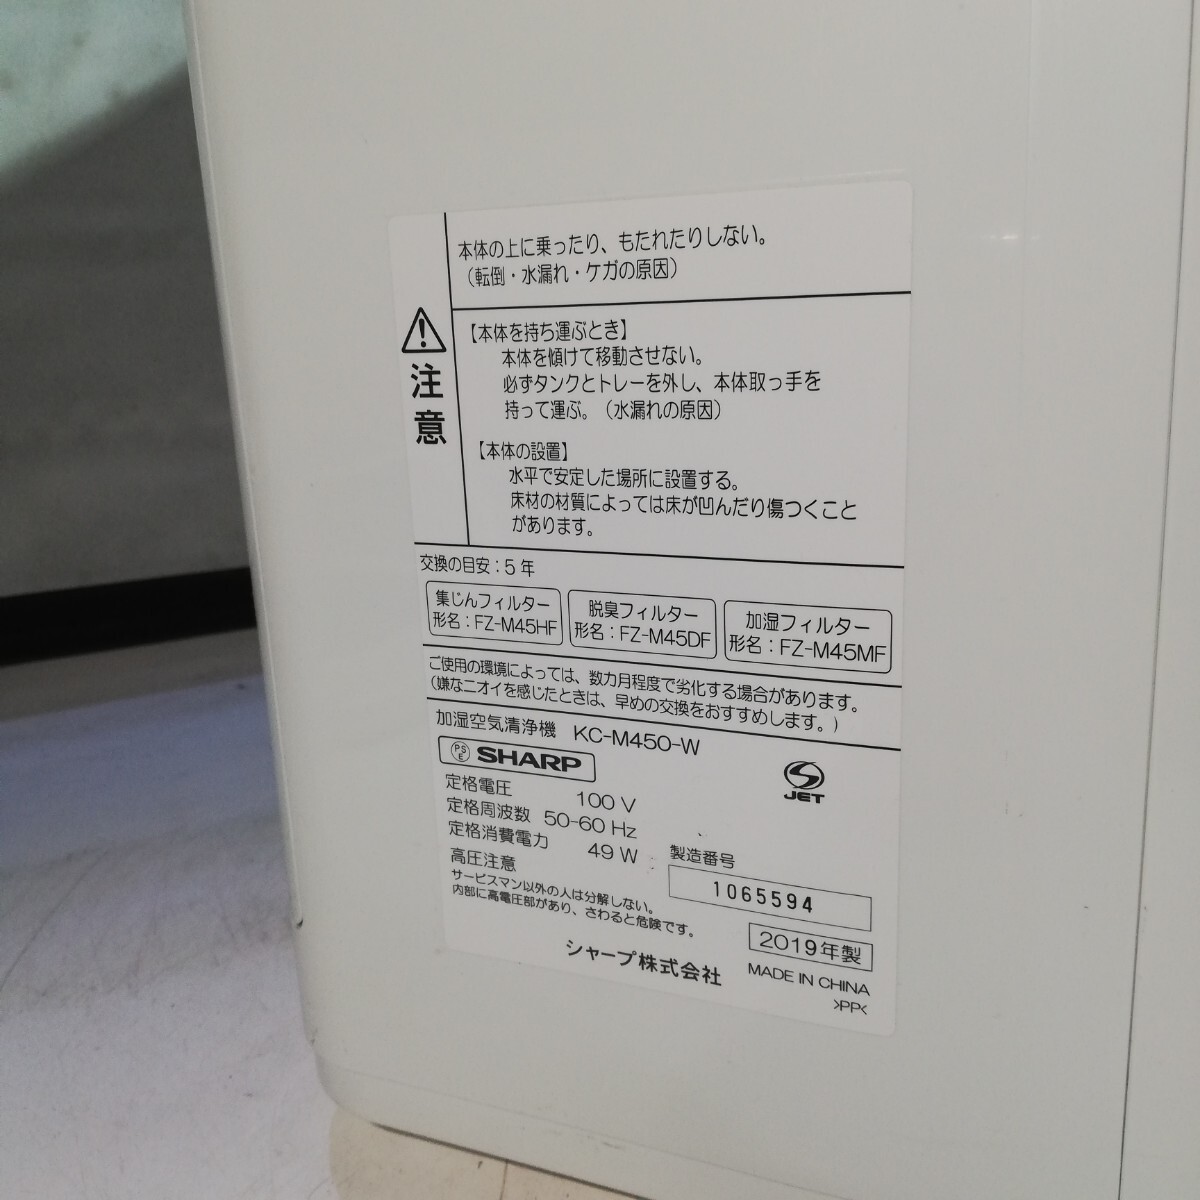 本体の上に乗ったり、もたれたりしない。
（転倒・水漏れ・ケガの原因）
注意
【本体を持ち運ぶとき】
本体を傾けて移動させない。
必ずタンクとトレーを外し、本体取っ手を
持って運ぶ。（水漏れの原因）
【本体の設置】
水平で安定した場所に設置する。
床材の材質によっては床が凹んだり傷つくこと
があります。
交換の目安：5年
集じんフィルター
形名：FZ-M45HF
脱臭フィルター
形名：FZ-M45DF
加湿フィルター
形名：FZ-M45MF
ご使用の環境によっては、数カ月程度で劣化する場合があります。
（嫌なニオイを感じたときは、早めの交換をおすすめします。）
加湿空気清浄機 KC-M450-W
PSE SHARP
JET
定格電圧 100 V
定格周波数 50-60 Hz
定格消費電力 49 W
高圧注意
サービスマン以外の人は分解しない。
内部に高電圧部があり、さわると危険です。
製造番号
1065594
2019年製
シャープ株式会社
MADE IN CHINA
>PP<